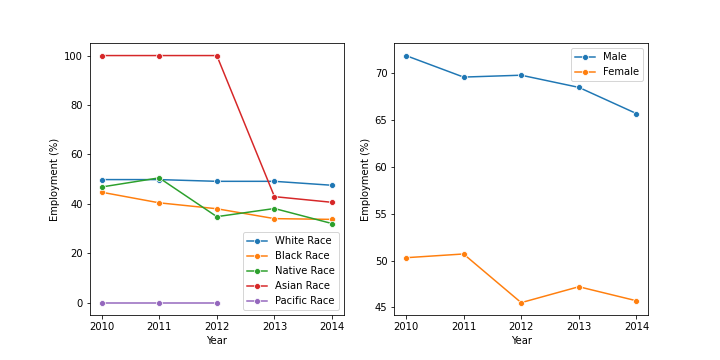 100
80
60
40
20
0
Employment (%)
2010 2011 2012 2013 2014
Year
White Race
Black Race
Native Race
Asian Race
Pacific Race
70
65
60
55
50
45
Employment (%)
2010 2011 2012 2013 2014
Year
Male
Female